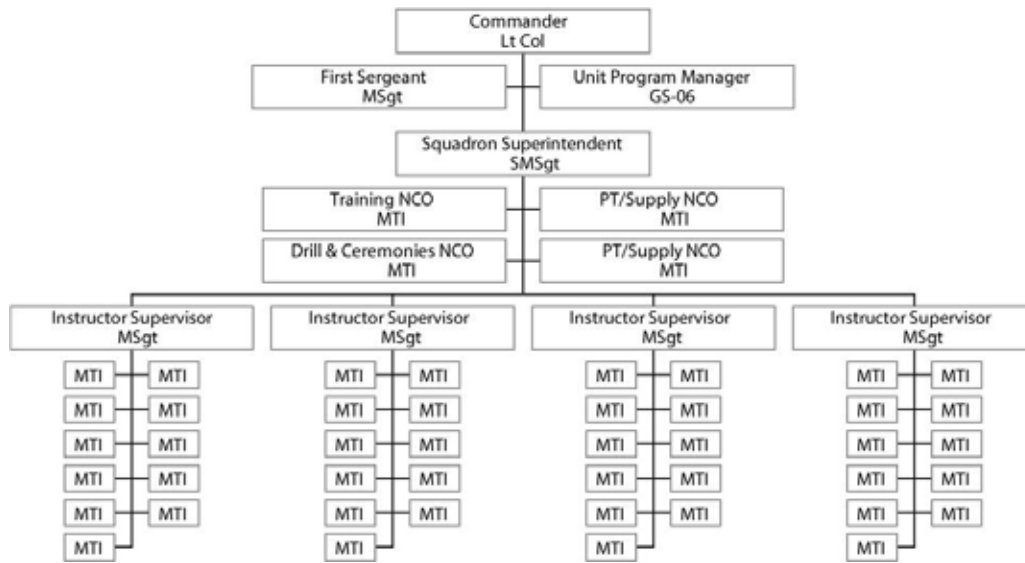 Commander
Lt Col
First Sergeant
MSgt
Unit Program Manager
GS-06
Squadron Superintendent
SMSgt
Training NCO
MTI
PT/Supply NCO
MTI
Drill & Ceremonies NCO
MTI
PT/Supply NCO
MTI
Instructor Supervisor
MSgt
Instructor Supervisor
MSgt
Instructor Supervisor
MSgt
Instructor Supervisor
MSgt
MTI MTI MTI MTI MTI MTI MTI MTI
MTI MTI MTI MTI MTI MTI MTI MTI
MTI MTI MTI MTI MTI MTI MTI MTI
MTI MTI MTI MTI MTI MTI MTI MTI
MTI MTI MTI MTI MTI MTI MTI MTI
MTI MTI MTI MTI